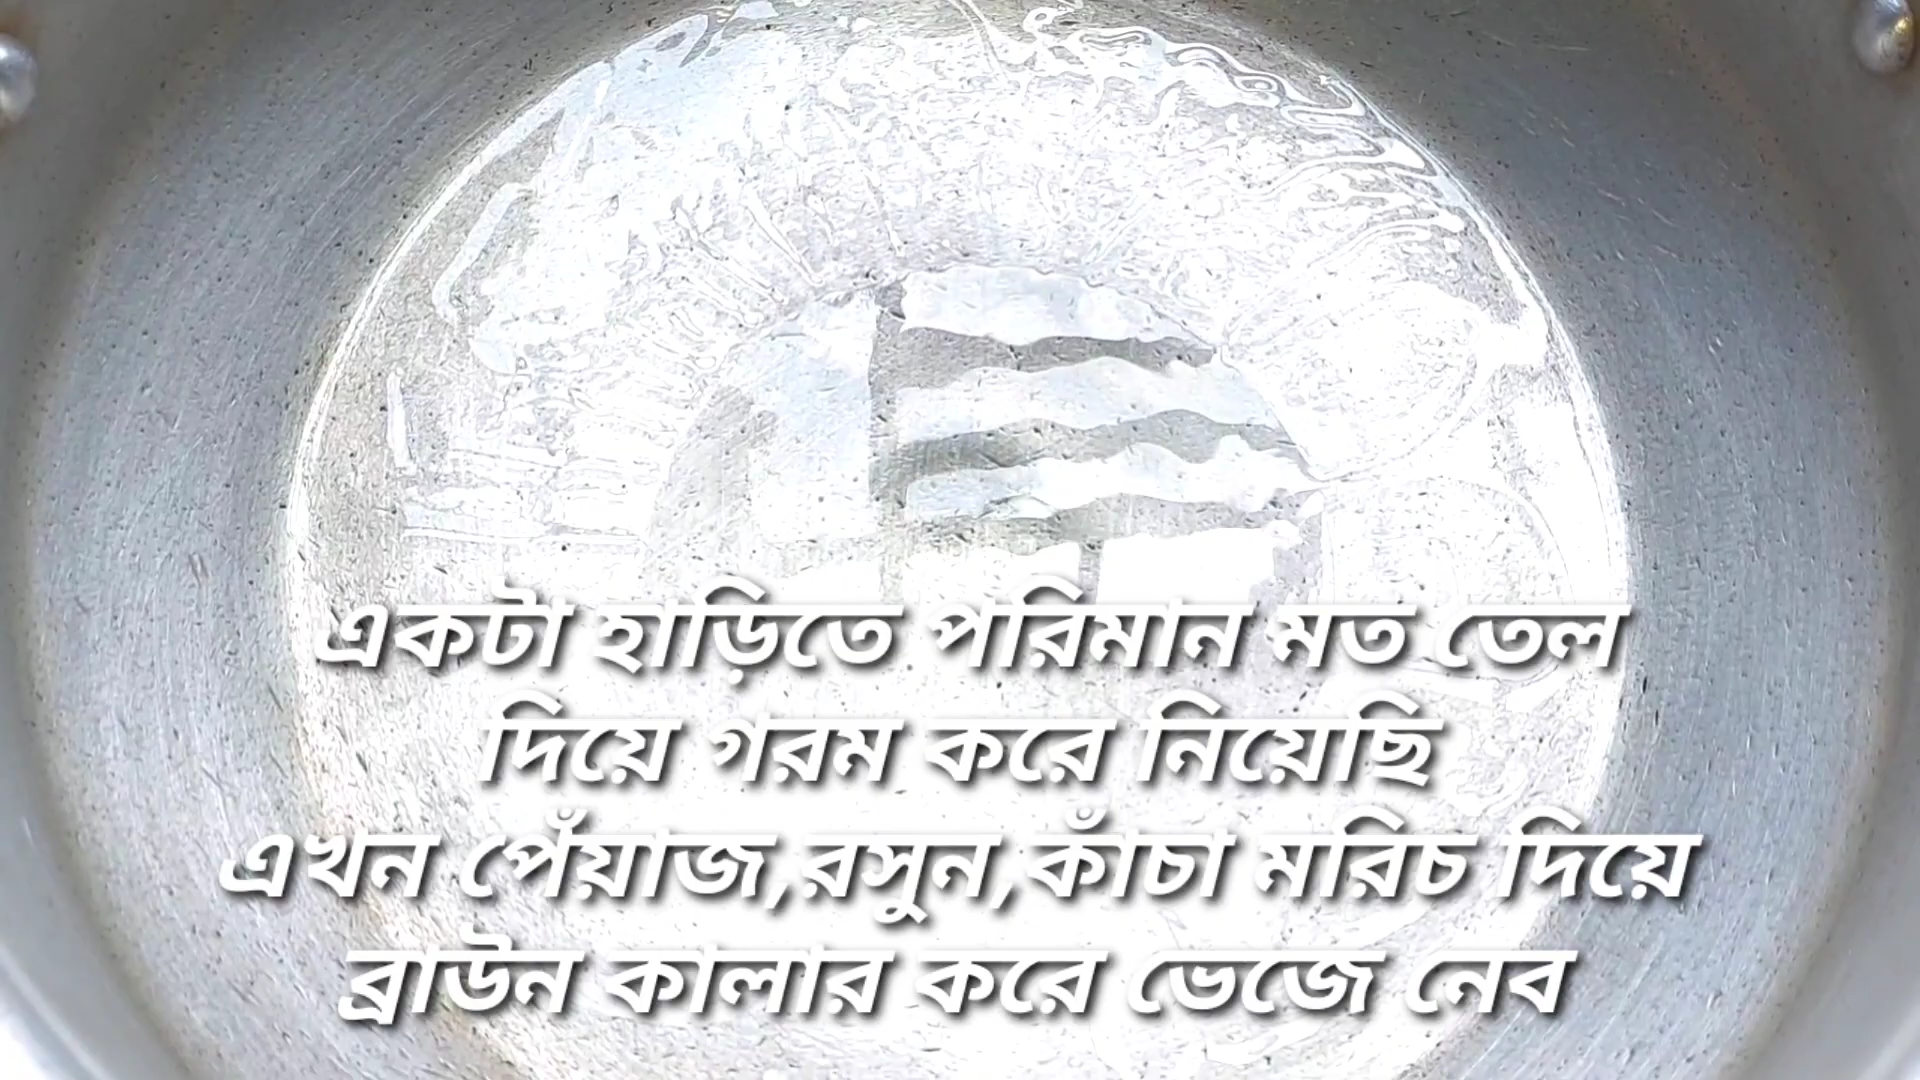 একটা হাড়িতে পরিমান মত তেল
দিয়ে গরম করে নিয়েছি
এখন পেঁয়াজ,রসুন,কাঁচা মরিচ দিয়ে
ব্রাউন কালার করে ভেজে নেব